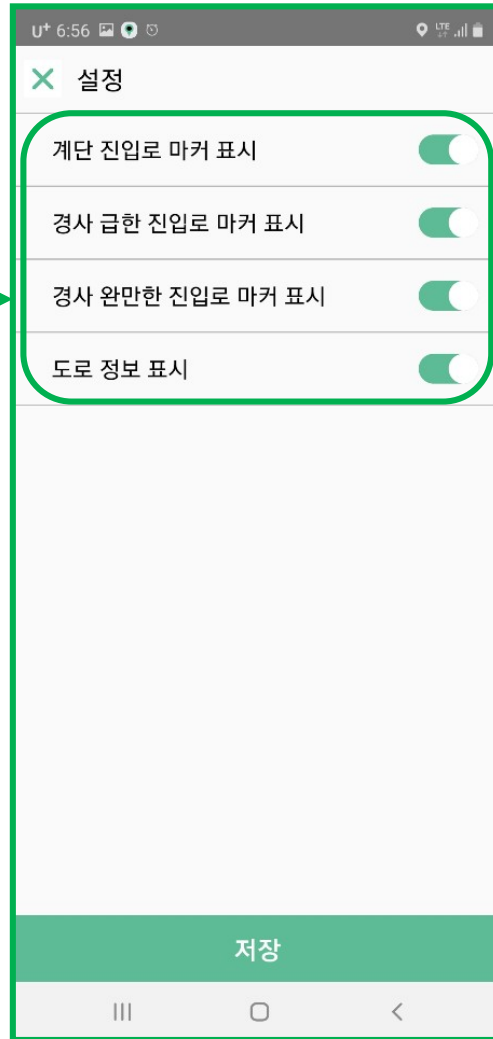 U+ 6:56 LTE
설정
계단 진입로 마커 표시
경사 급한 진입로 마커 표시
경사 완만한 진입로 마커 표시
도로 정보 표시
저장